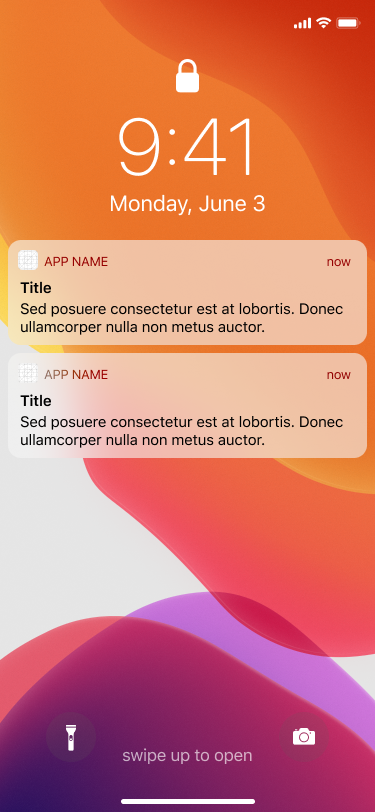 9:41
Monday, June 3
APP NAME
now
Title
Sed posuere consectetur est at lobortis. Donec
ullamcorper nulla non metus auctor.
APP NAME
now
Title
Sed posuere consectetur est at lobortis. Donec
ullamcorper nulla non metus auctor.
swipe up to open